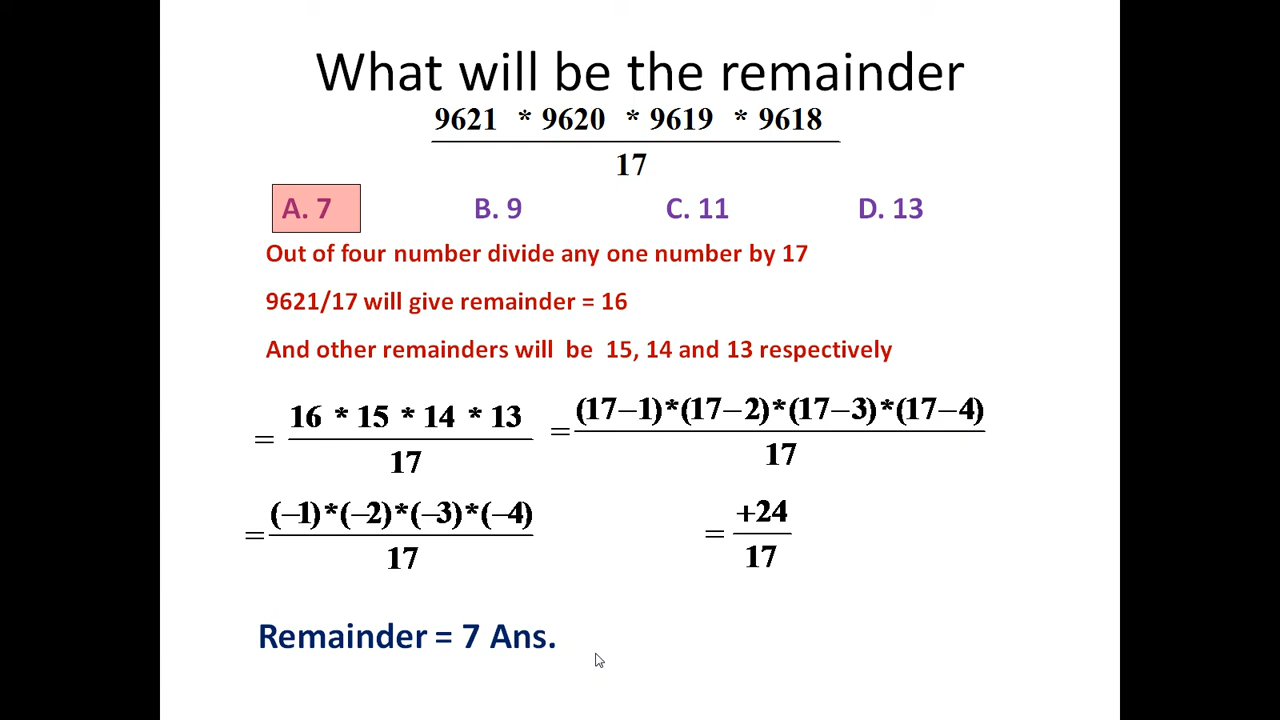 What will be the remainder
9621 * 9620 * 9619 * 9618
17
A. 7 B. 9 C. 11 D. 13
Out of four number divide any one number by 17
9621/17 will give remainder = 16
And other remainders will be 15, 14 and 13 respectively
= 16 * 15 * 14 * 13 / 17 = (17–1)*(17–2)*(17–3)*(17–4) / 17
= (–1)*(–2)*(–3)*(–4) / 17 = +24 / 17
Remainder = 7 Ans.